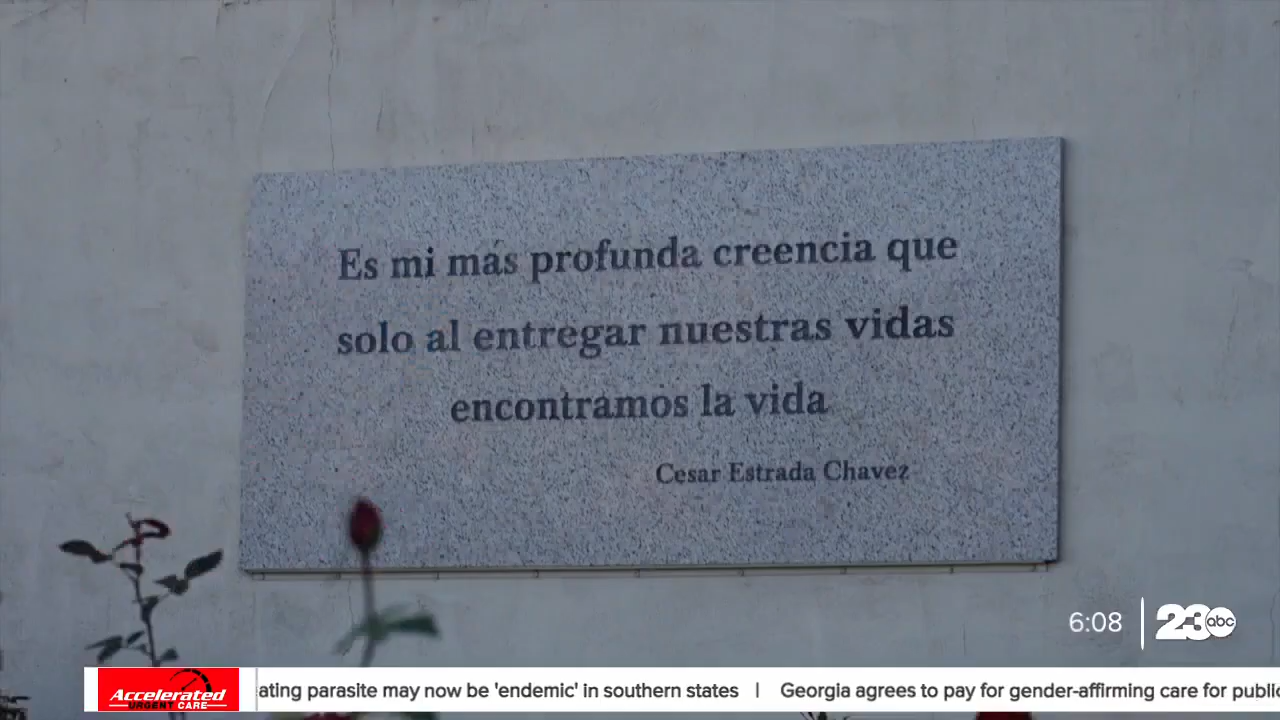 Es mi más profunda creencia que
solo al entregar nuestras vidas
encontramos la vida
Cesar Estrada Chavez
6:08
23 abc
Accelerated
URGENT CARE
ating parasite may now be 'endemic' in southern states | Georgia agrees to pay for gender-affirming care for public